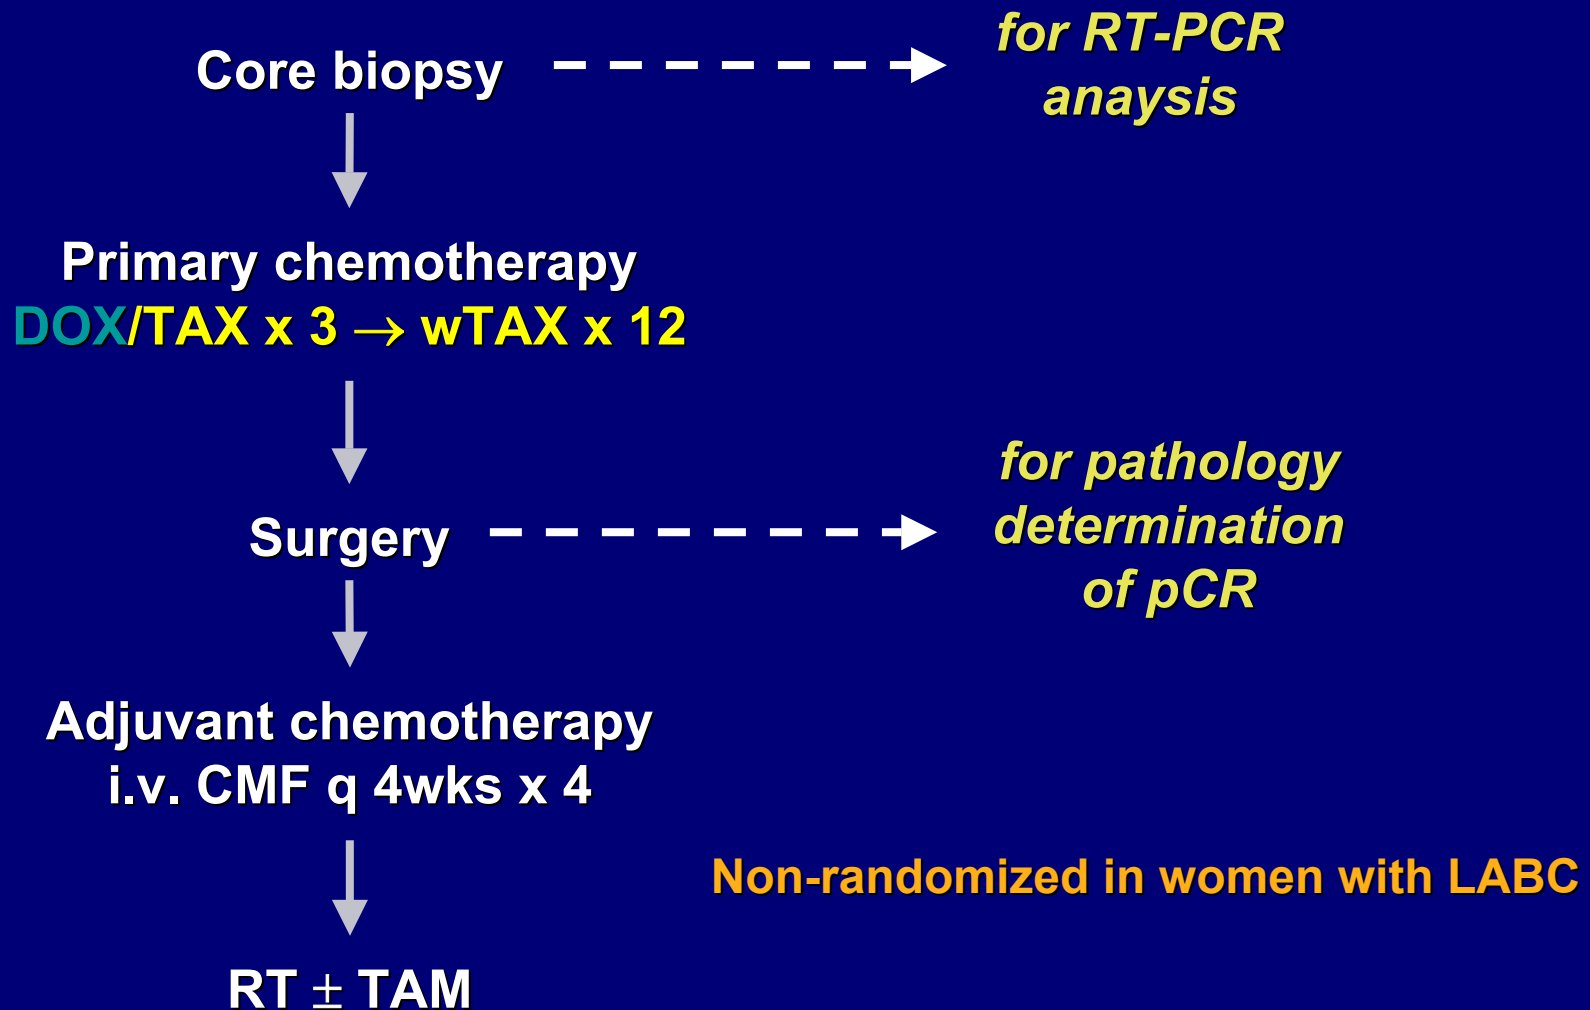 Core biopsy
for RT-PCR
anaysis
Primary chemotherapy
DOX/TAX x 3 → wTAX x 12
Surgery
for pathology
determination
of pCR
Adjuvant chemotherapy
i.v. CMF q 4wks x 4
Non-randomized in women with LABC
RT ± TAM